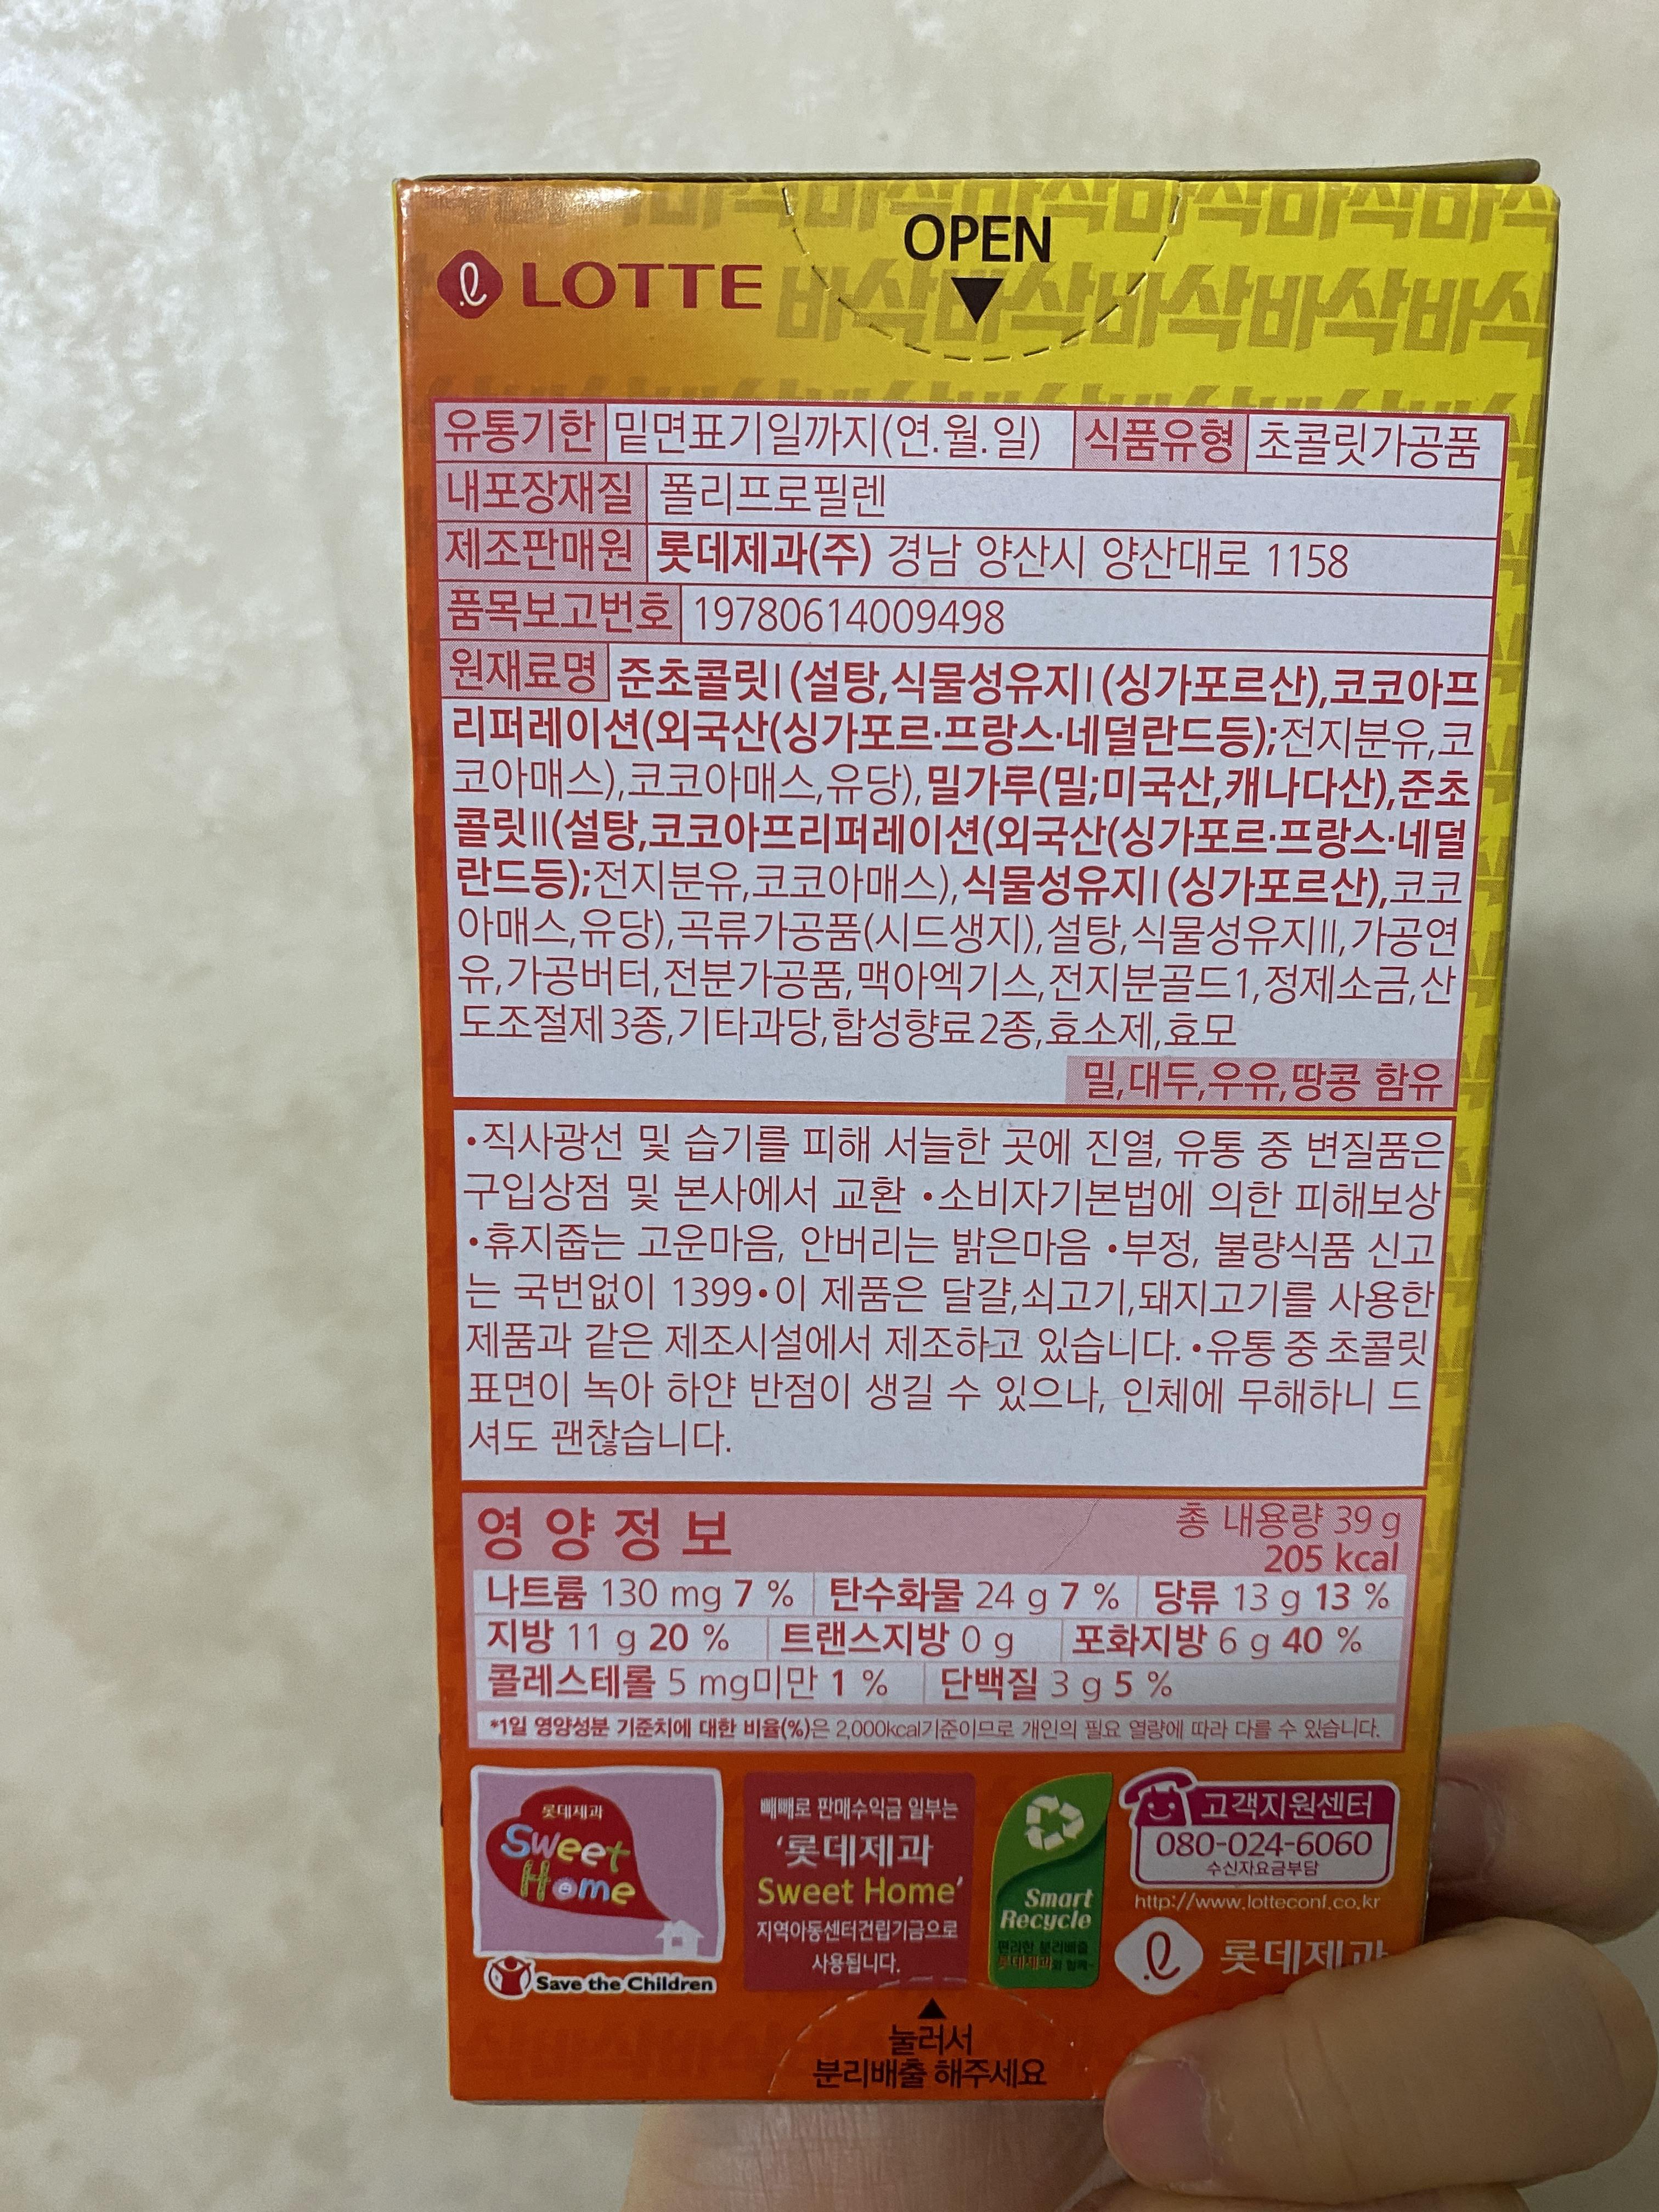 OPEN
LOTTE
바삭바삭바삭바삭바삭
유통기한 밑면표기일까지(연.월.일) 식품유형 초콜릿가공품
내포장재질 폴리프로필렌
제조판매원 롯데제과(주) 경남 양산시 양산대로 1158
품목보고번호 19780614009498
원재료명 준초콜릿Ⅰ(설탕,식물성유지Ⅰ(싱가포르산),코코아프
리퍼레이션(외국산(싱가포르·프랑스·네덜란드등);전지분유,코
코아매스),코코아매스,유당),밀가루(밀;미국산,캐나다산),준초
콜릿Ⅱ(설탕,코코아프리퍼레이션(외국산(싱가포르·프랑스·네덜
란드등);전지분유,코코아매스),식물성유지Ⅰ(싱가포르산),코코
아매스,유당),곡류가공품(시드생지),설탕,식물성유지Ⅱ,가공연
유,가공버터,전분가공품,맥아엑기스,전지분골드1,정제소금,산
도조절제3종,기타과당,합성향료2종,효소제,효모
밀,대두,우유,땅콩 함유
•직사광선 및 습기를 피해 서늘한 곳에 진열, 유통 중 변질품은
구입상점 및 본사에서 교환 •소비자기본법에 의한 피해보상
•휴지줍는 고운마음, 안버리는 밝은마음 •부정, 불량식품 신고
는 국번없이 1399•이 제품은 달걀,쇠고기,돼지고기를 사용한
제품과 같은 제조시설에서 제조하고 있습니다. •유통 중 초콜릿
표면이 녹아 하얀 반점이 생길 수 있으나, 인체에 무해하니 드
셔도 괜찮습니다.
영양정보 총 내용량 39 g
205 kcal
나트륨 130 mg 7 % 탄수화물 24 g 7 % 당류 13 g 13 %
지방 11 g 20 % 트랜스지방 0 g 포화지방 6 g 40 %
콜레스테롤 5 mg미만 1 % 단백질 3 g 5 %
*1일 영양성분 기준치에 대한 비율(%)은 2,000kcal기준이므로 개인의 필요 열량에 따라 다를 수 있습니다.
롯데제과
Sweet
Home
Save the Children
빼빼로 판매수익금 일부는
'롯데제과
Sweet Home'
지역아동센터건립기금으로
사용됩니다.
Smart
Recycle
편리한 분리배출
롯데제과와 함께~
고객지원센터
080-024-6060
수신자요금부담
http://www.lotteconf.co.kr
롯데제과
눌러서
분리배출 해주세요